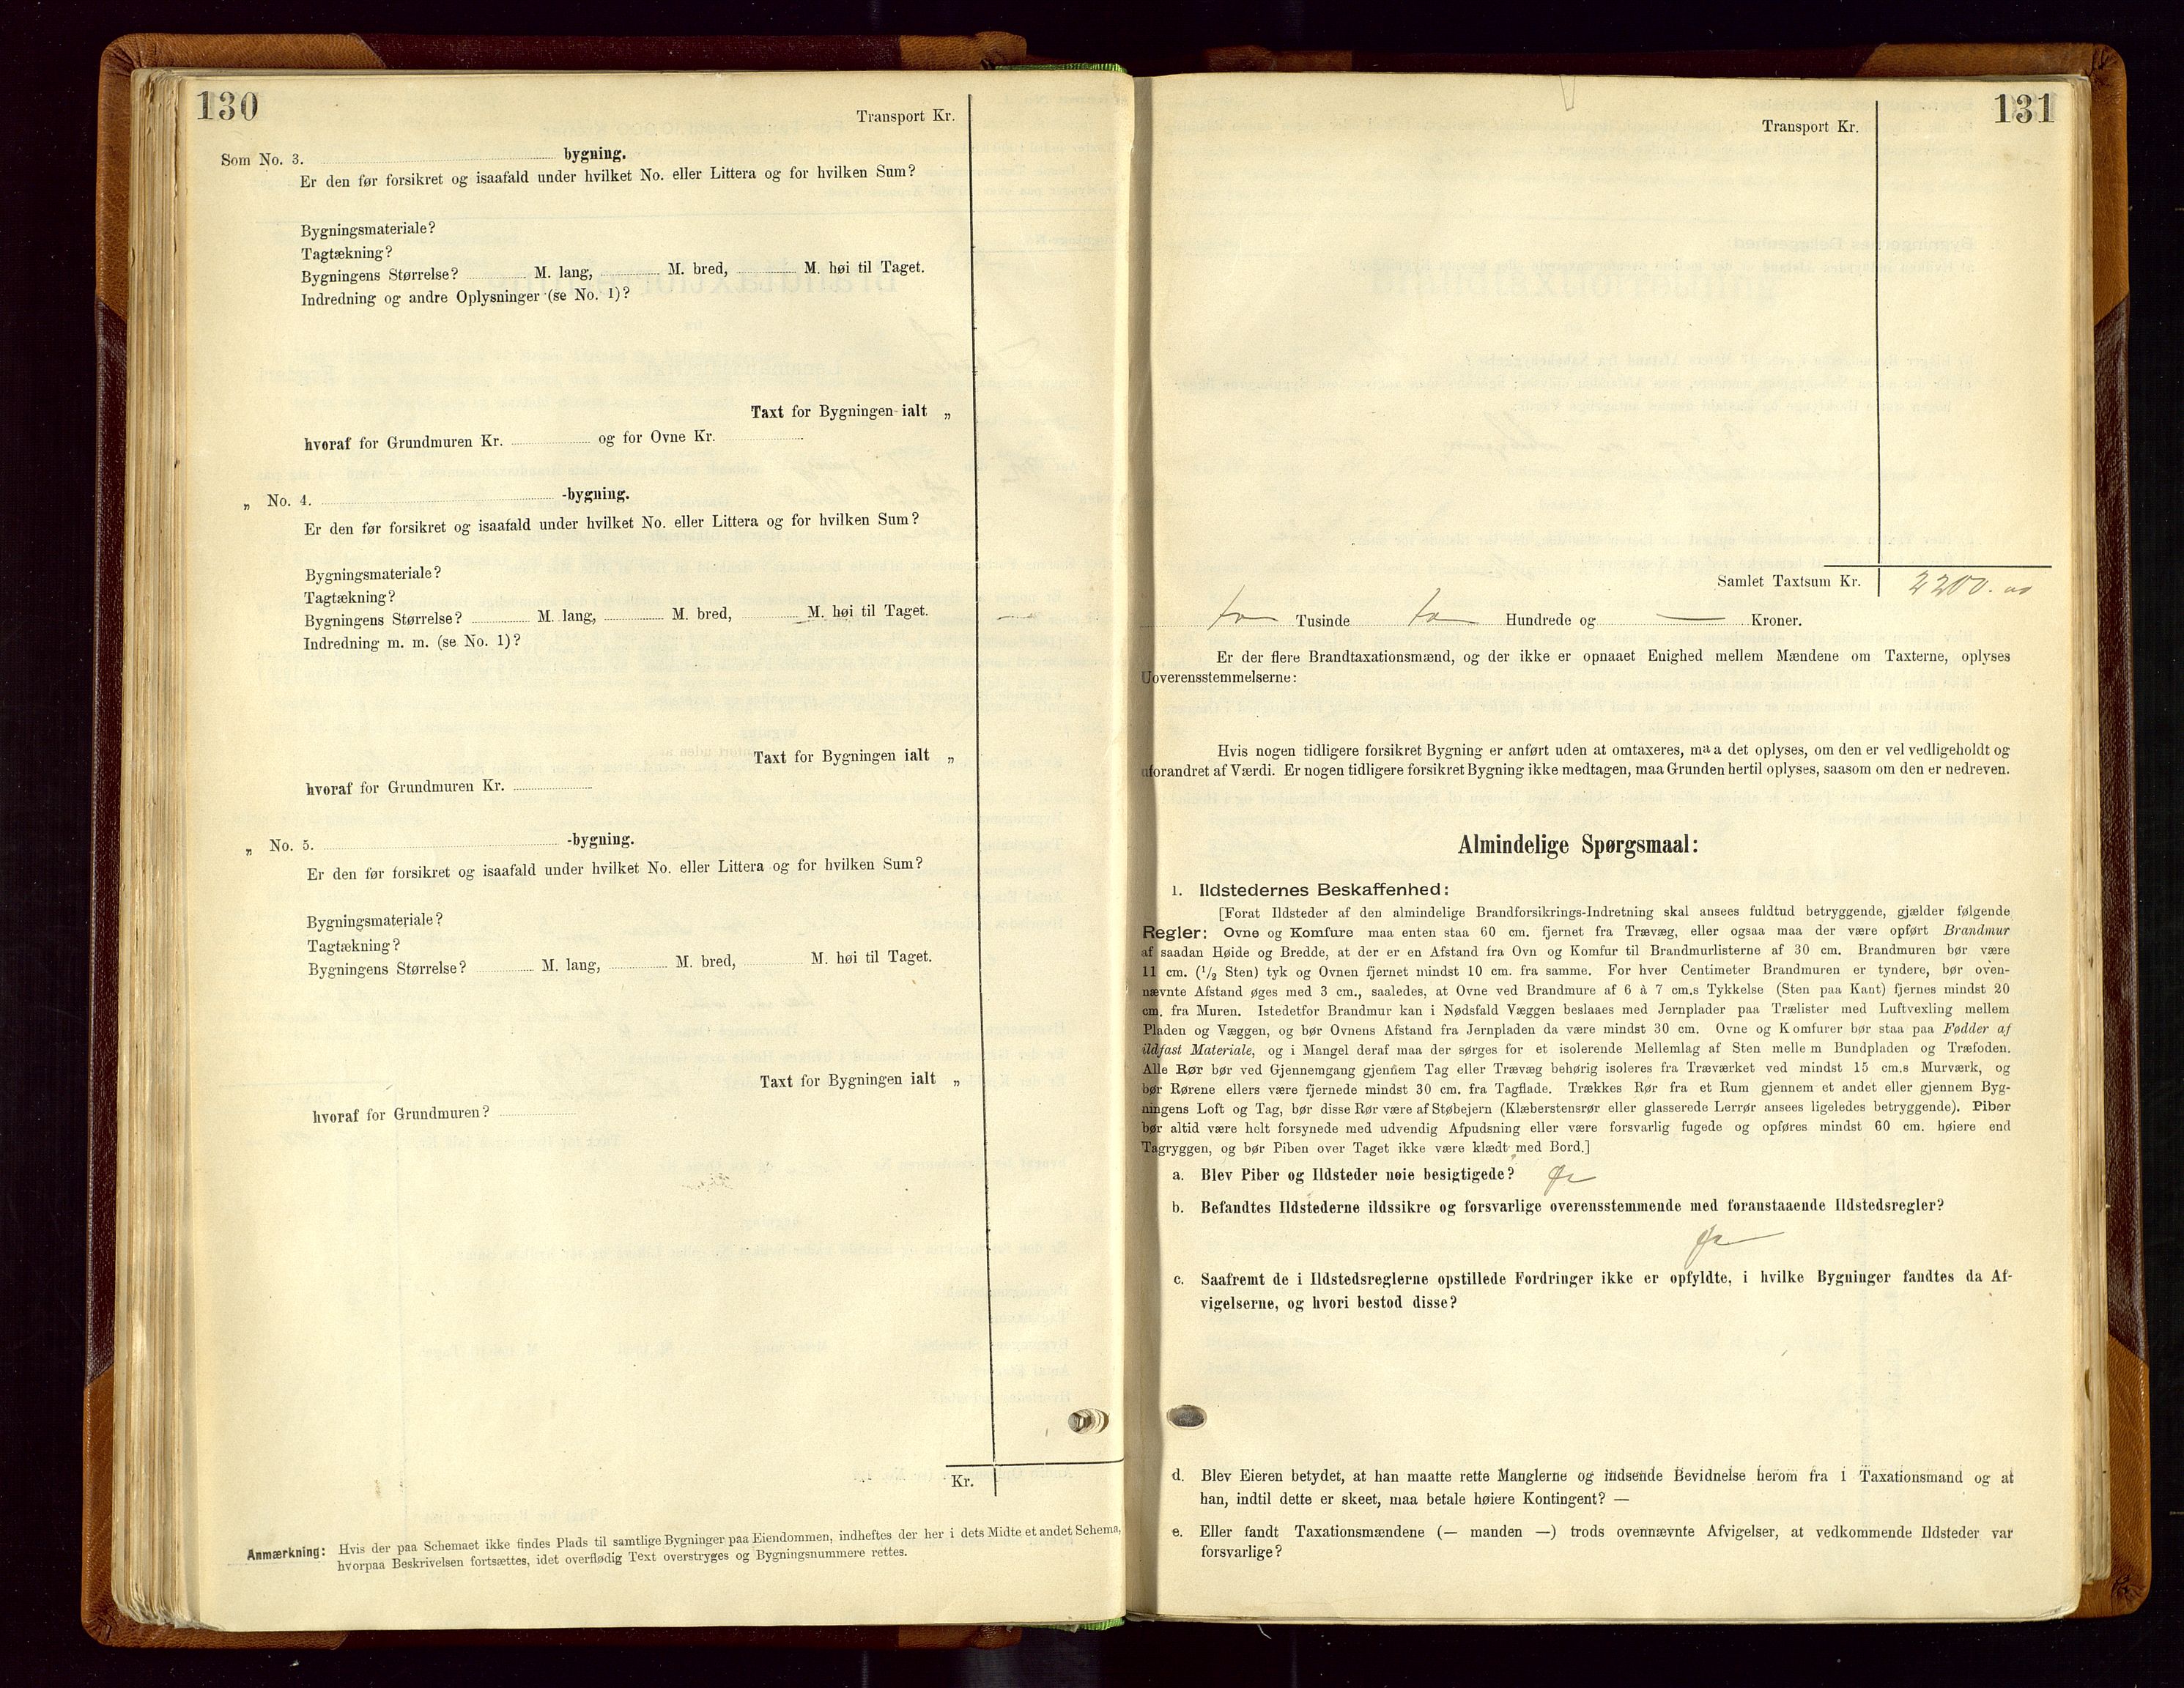 130
Transport Kr.
Som No. 3. bygning.
Er den før forsikret og isaafald under hvilket No. eller Littera og for hvilken Sum?
Bygningsmateriale?
Tagtækning?
Bygningens Størrelse? M. lang, M. bred, M. høi til Taget.
Indredning og andre Oplysninger (se No. 1)?
Taxt for Bygningen ialt „
hvoraf for Grundmuren Kr. og for Ovne Kr.
„ No. 4. -bygning.
Er den før forsikret og isaafald under hvilket No. eller Littera og for hvilken Sum?
Bygningsmateriale?
Tagtækning?
Bygningens Størrelse? M. lang, M. bred, M. høi til Taget.
Indredning m. m. (se No. 1)?
Taxt for Bygningen ialt „
hvoraf for Grundmuren Kr.
„ No. 5. -bygning.
Er den før forsikret og isaafald under hvilket No. eller Littera og for hvilken Sum?
Bygningsmateriale?
Tagtækning?
Bygningens Størrelse? M. lang, M. bred, M. høi til Taget.
Taxt for Bygningen ialt „
hvoraf for Grundmuren?
Kr.
Anmærkning: Hvis der paa Schemaet ikke findes Plads til samtlige Bygninger paa Eiendommen, indheftes der her i dets Midte et andet Schema,
hvorpaa Beskrivelsen fortsættes, idet overflødig Text overstryges og Bygningsnummere rettes.
131
Transport Kr.
Samlet Taxtsum Kr. 2200.00
to Tusinde to Hundrede og — Kroner.
Er der flere Brandtaxationsmænd, og der ikke er opnaaet Enighed mellem Mændene om Taxterne, oplyses
Uoverensstemmelserne:
Hvis nogen tidligere forsikret Bygning er anført uden at omtaxeres, maa det oplyses, om den er vel vedligeholdt og
uforandret af Værdi. Er nogen tidligere forsikret Bygning ikke medtagen, maa Grunden hertil oplyses, saasom om den er nedreven.
Almindelige Spørgsmaal:
1. Ildstedernes Beskaffenhed:
[Forat Ildsteder af den almindelige Brandforsikrings-Indretning skal ansees fuldtud betryggende, gjælder følgende
Regler: Ovne og Komfure maa enten staa 60 cm. fjernet fra Trævæg, eller ogsaa maa der være opført Brandmur
af saadan Høide og Bredde, at der er en Afstand fra Ovn og Komfur til Brandmurlisterne af 30 cm. Brandmuren bør være
11 cm. (1/2 Sten) tyk og Ovnen fjernet mindst 10 cm. fra samme. For hver Centimeter Brandmuren er tyndere, bør oven-
nævnte Afstand øges med 3 cm., saaledes, at Ovne ved Brandmure af 6 à 7 cm.s Tykkelse (Sten paa Kant) fjernes mindst 20
cm. fra Muren. Istedetfor Brandmur kan i Nødsfald Væggen beslaaes med Jernplader paa Trælister med Luftvexling mellem
Pladen og Væggen, og bør Ovnens Afstand fra Jernpladen da være mindst 30 cm. Ovne og Komfurer bør staa paa Fødder af
ildfast Materiale, og i Mangel deraf maa der sørges for et isolerende Mellemlag af Sten mellem Bundpladen og Træfoden.
Alle Rør bør ved Gjennemgang gjennem Tag eller Trævæg behørig isoleres fra Træværket ved mindst 15 cm.s Murværk, og
bør Rørene ellers være fjernede mindst 30 cm. fra Tagflade. Trækkes Rør fra et Rum gjennem et andet eller gjennem Byg-
ningens Loft og Tag, bør disse Rør være af Støbejern (Klæberstensrør eller glasserede Lerrør ansees ligeledes betryggende). Piber
bør altid være helt forsynede med udvendig Afpudsning eller være forsvarlig fugede og opføres mindst 60 cm. høiere end
Tagryggen, og bør Piben over Taget ikke være klædt med Bord.]
a. Blev Piber og Ildsteder nøie besigtigede?
b. Befandtes Ildstederne ildssikre og forsvarlige overensstemmende med foranstaaende Ildstedsregler?
c. Saafremt de i Ildstedsreglerne opstillede Fordringer ikke er opfyldte, i hvilke Bygninger fandtes da Af-
vigelserne, og hvori bestod disse?
d. Blev Eieren betydet, at han maatte rette Manglerne og indsende Bevidnelse herom fra 1 Taxationsmand og at
han, indtil dette er skeet, maa betale høiere Kontingent? —
e. Eller fandt Taxationsmændene (— manden —) trods ovennævnte Afvigelser, at vedkommende Ildsteder var
forsvarlige?